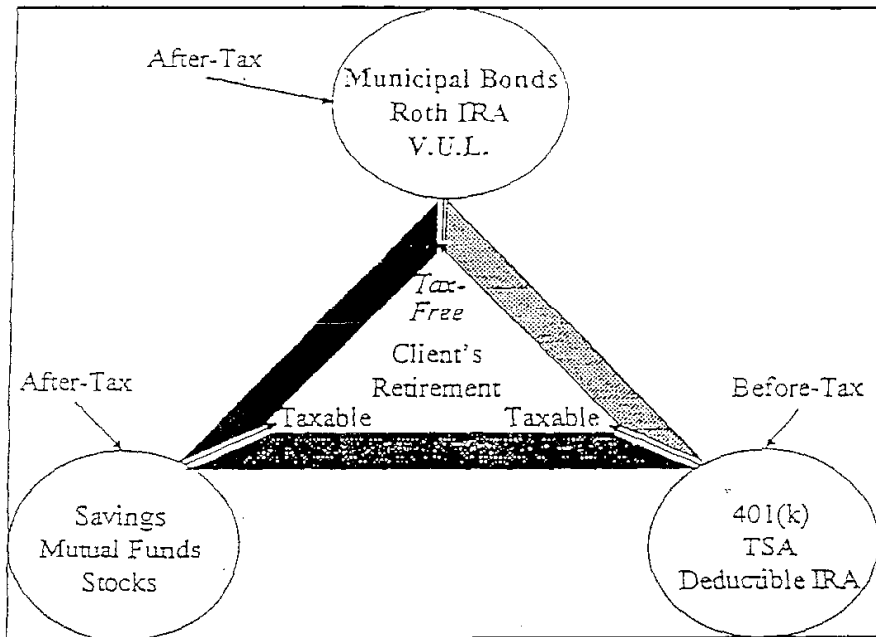 After-Tax
Municipal Bonds
Roth IRA
V.U.L.
Tax-
Free
Client's
Retirement
After-Tax
Before-Tax
Taxable
Taxable
Savings
Mutual Funds
Stocks
401(k)
TSA
Deductible IRA